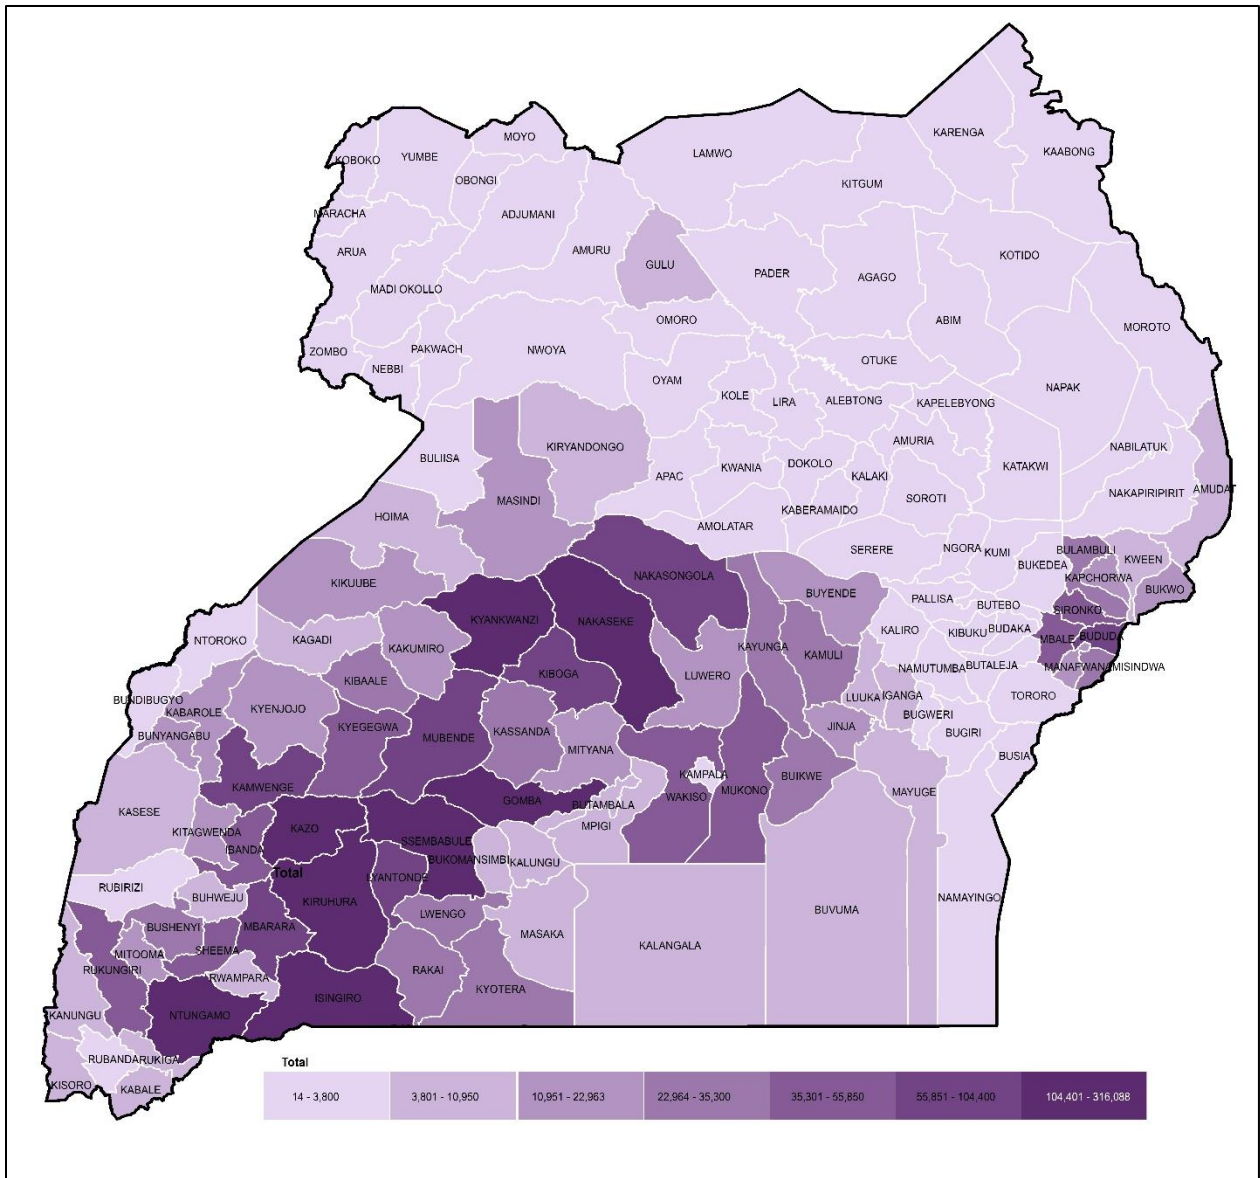 MOYO
KARENGA
KOBOKO
YUMBE
LAMWO
KAABONG
OBONGI
KITGUM
MARACHA
ADJUMANI
ARUA
AMURU
GULU
KOTIDO
PADER
AGAGO
MADI OKOLLO
OMORO
ABIM
MOROTO
ZOMBO
PAKWACH
NWOYA
NEBBI
OTUKE
OYAM
NAPAK
KOLE
LIRA
ALEBTONG
KAPELEBYONG
KIRYANDONGO
AMURIA
NABILATUK
BULIISA
KWANIA
DOKOLO
KATAKWI
APAC
KALAKI
MASINDI
SOROTI
NAKAPIRIPIRIT
AMUDAT
HOIMA
KABERAMAIDO
AMOLATAR
SERERE
NGORA
KUMI
BULAMBULI
KWEEN
BUKEDEA
NAKASONGOLA
KIKUUBE
KAPCHORWA
BUYENDE
BUKWO
PALLISA
BUTEBO
SIRONKO
KYANKWANZI
NAKASEKE
NTOROKO
KAGADI
KALIRO
KIBUKU
BUDAKA
MBALE
BUDUDA
KAKUMIRO
KAYUNGA
KAMULI
NAMUTUMBA
BUTALEJA
MANAFWA
NAMISINDWA
KIBAALE
KIBOGA
LUWERO
BUNDIBUGYO
KABAROLE
KYENJOJO
LUUKA
IGANGA
TORORO
KYEGEGWA
KASSANDA
BUGWERI
JINJA
BUNYANGABU
MUBENDE
MITYANA
BUGIRI
BUSIA
KAMPALA
BUIKWE
KAMWENGE
MUKONO
MAYUGE
WAKISO
GOMBA
BUTAMBALA
KASESE
KITAGWENDA
KAZO
MPIGI
SSEMBABULE
IBANDA
BUKOMANSIMBI
KALUNGU
Total
LYANTONDE
RUBIRIZI
BUHWEJU
KIRUHURA
NAMAYINGO
BUVUMA
LWENGO
BUSHENYI
MBARARA
MASAKA
KALANGALA
MITOOMA
SHEEMA
RUKUNGIRI
RAKAI
RWAMPARA
KYOTERA
ISINGIRO
KANUNGU
NTUNGAMO
RUBANDA
RUKIGA
KISORO
KABALE
Total
14 - 3,800
3,801 - 10,950
10,951 - 22,963
22,964 - 35,300
35,301 - 55,850
55,851 - 104,400
104,401 - 316,088